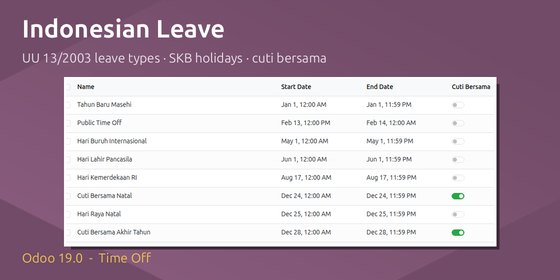 Indonesian Leave
UU 13/2003 leave types · SKB holidays · cuti bersama
Name Start Date End Date Cuti Bersama
Tahun Baru Masehi Jan 1, 12:00 AM Jan 1, 11:59 PM
Public Time Off Feb 13, 12:00 PM Feb 14, 12:00 AM
Hari Buruh Internasional May 1, 12:00 AM May 1, 11:59 PM
Hari Lahir Pancasila Jun 1, 12:00 AM Jun 1, 11:59 PM
Hari Kemerdekaan RI Aug 17, 12:00 AM Aug 17, 11:59 PM
Cuti Bersama Natal Dec 24, 12:00 AM Dec 24, 11:59 PM
Hari Raya Natal Dec 25, 12:00 AM Dec 25, 11:59 PM
Cuti Bersama Akhir Tahun Dec 28, 12:00 AM Dec 28, 11:59 PM
Odoo 19.0 - Time Off